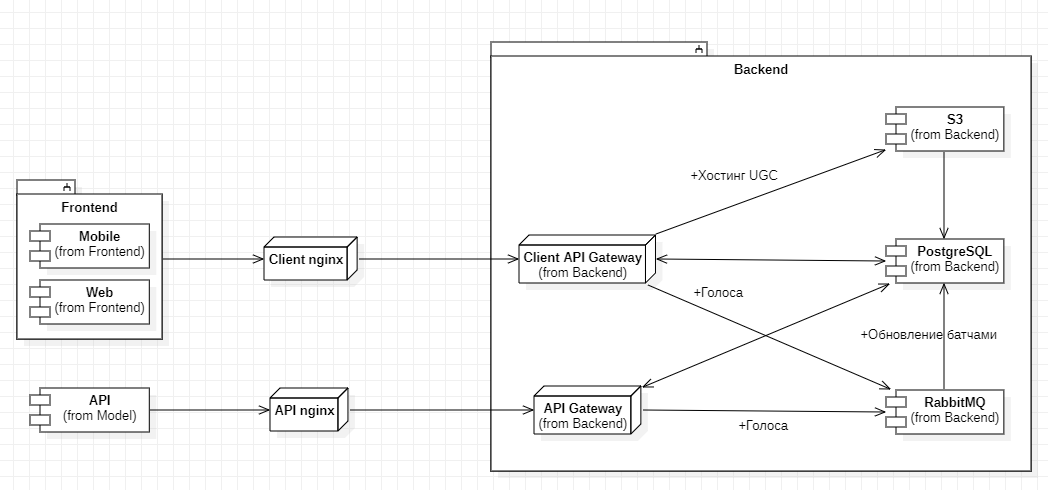 Backend
S3
(from Backend)
+Хостинг UGC
Frontend
Mobile
(from Frontend)
Web
(from Frontend)
Client nginx
Client API Gateway
(from Backend)
PostgreSQL
(from Backend)
+Голоса
+Обновление батчами
API
(from Model)
API nginx
API Gateway
(from Backend)
+Голоса
RabbitMQ
(from Backend)